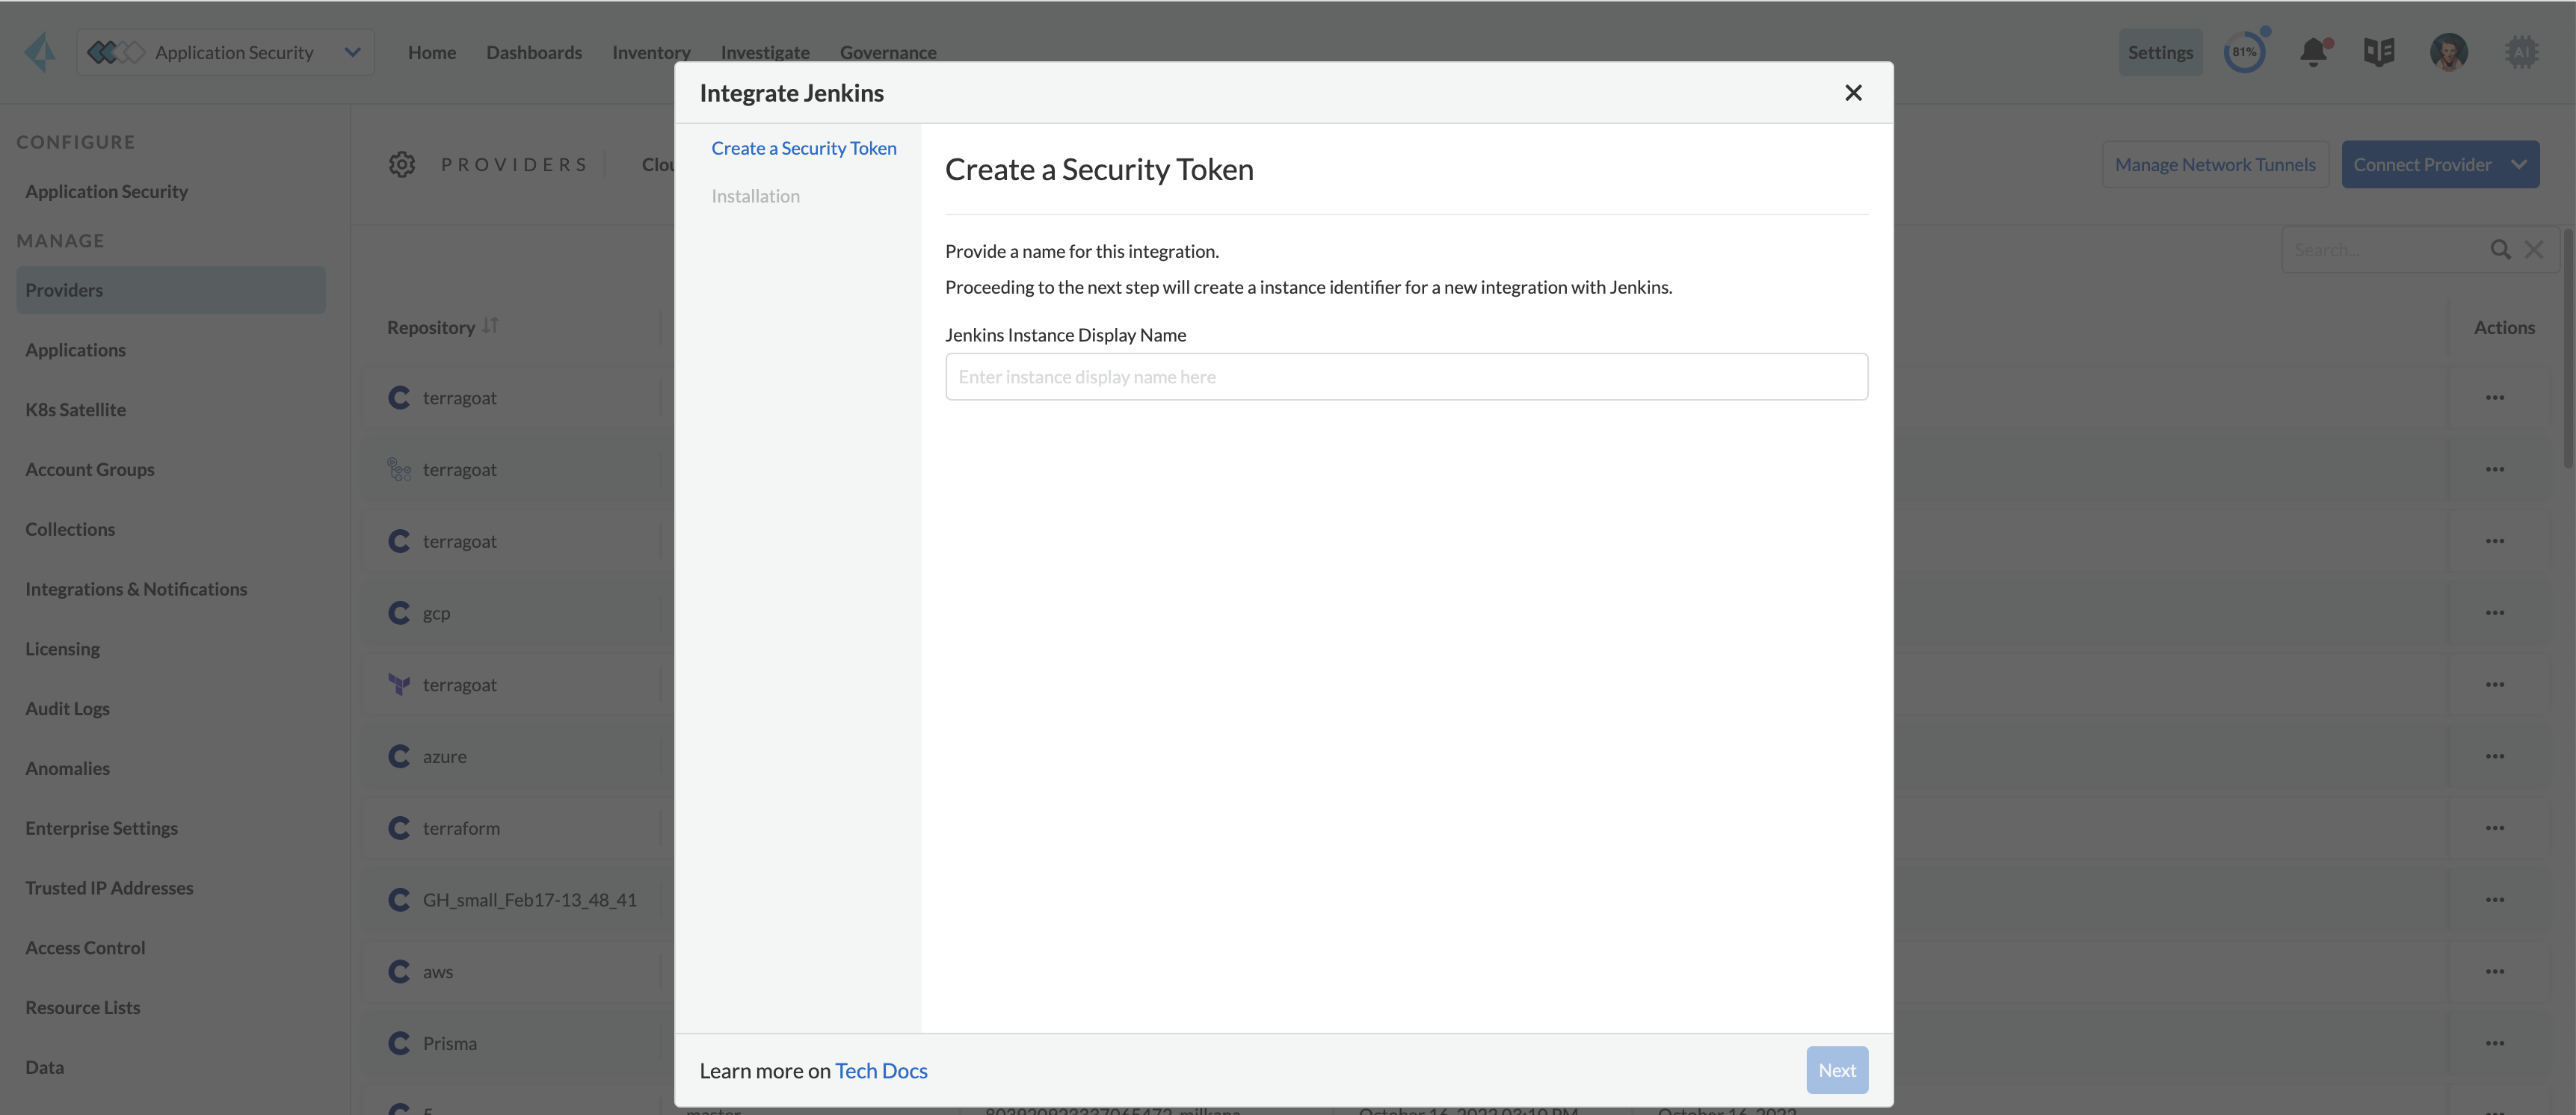 Application Security
Home
Dashboards
Inventory
Investigate
Governance
Settings
81%
AI
Integrate Jenkins
CONFIGURE
Application Security
MANAGE
Providers
Applications
K8s Satellite
Account Groups
Collections
Integrations & Notifications
Licensing
Audit Logs
Anomalies
Enterprise Settings
Trusted IP Addresses
Access Control
Resource Lists
Data
PROVIDERS
Manage Network Tunnels
Connect Provider
Search...
Repository
Actions
terragoat
terragoat
terragoat
gcp
terragoat
azure
terraform
GH_small_Feb17-13_48_41
aws
Prisma
Create a Security Token
Installation
Create a Security Token
Provide a name for this integration.
Proceeding to the next step will create a instance identifier for a new integration with Jenkins.
Jenkins Instance Display Name
Enter instance display name here
Learn more on Tech Docs
Next